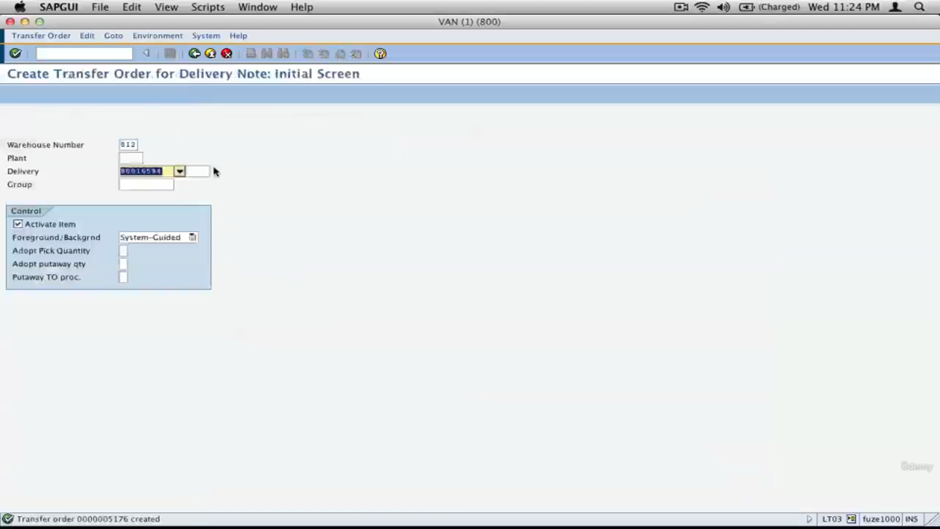 SAPGUI File Edit View Scripts Window Help (Charged) Wed 11:24 PM
VAN (1) (800)
Transfer Order Edit Goto Environment System Help
Create Transfer Order for Delivery Note: Initial Screen
Warehouse Number 012
Plant
Delivery 80016594
Group
Control
Activate Item
Foreground/Backgrnd System-Guided
Adopt Pick Quantity
Adopt putaway qty
Putaway TO proc.
ûdemy
Transfer order 0000005176 created LT03 fuze1000 INS